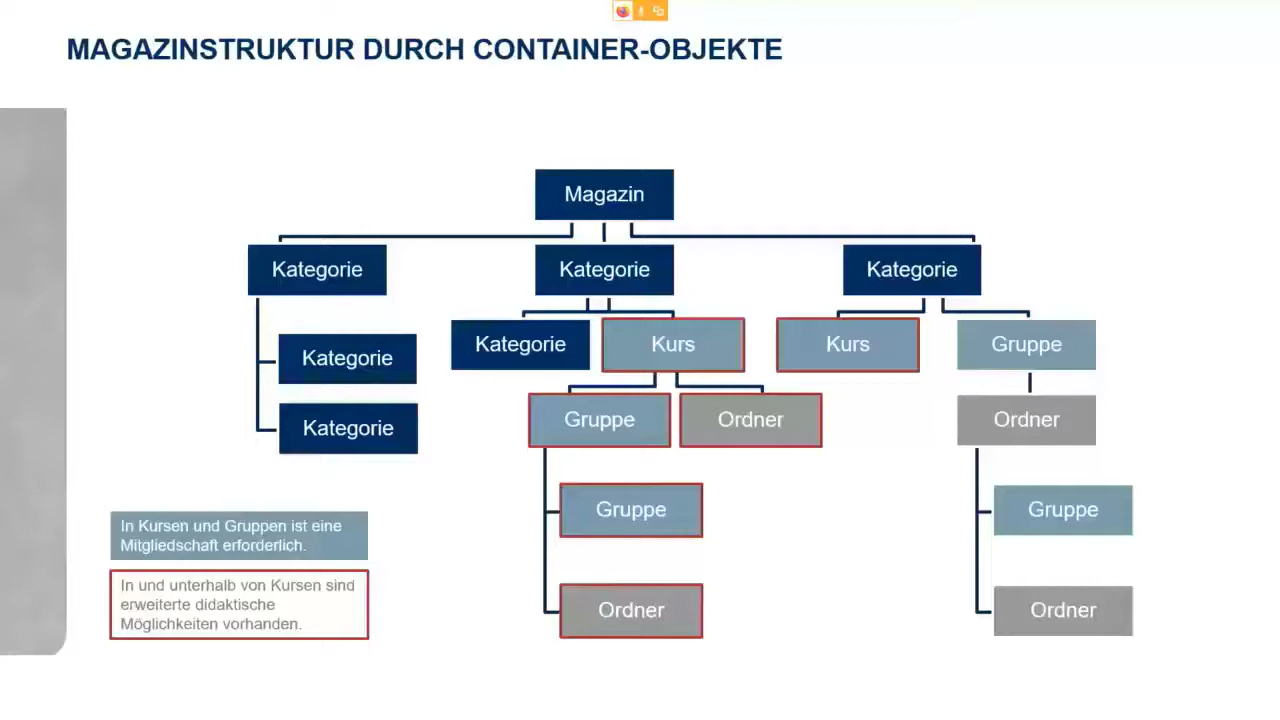 MAGAZINSTRUKTUR DURCH CONTAINER-OBJEKTE
Magazin
Kategorie
Kategorie
Kategorie
Kategorie
Kurs
Kurs
Gruppe
Kategorie
Gruppe
Ordner
Ordner
Kategorie
Gruppe
Gruppe
In Kursen und Gruppen ist eine
Mitgliedschaft erforderlich.
In und unterhalb von Kursen sind
erweiterte didaktische
Möglichkeiten vorhanden.
Ordner
Ordner